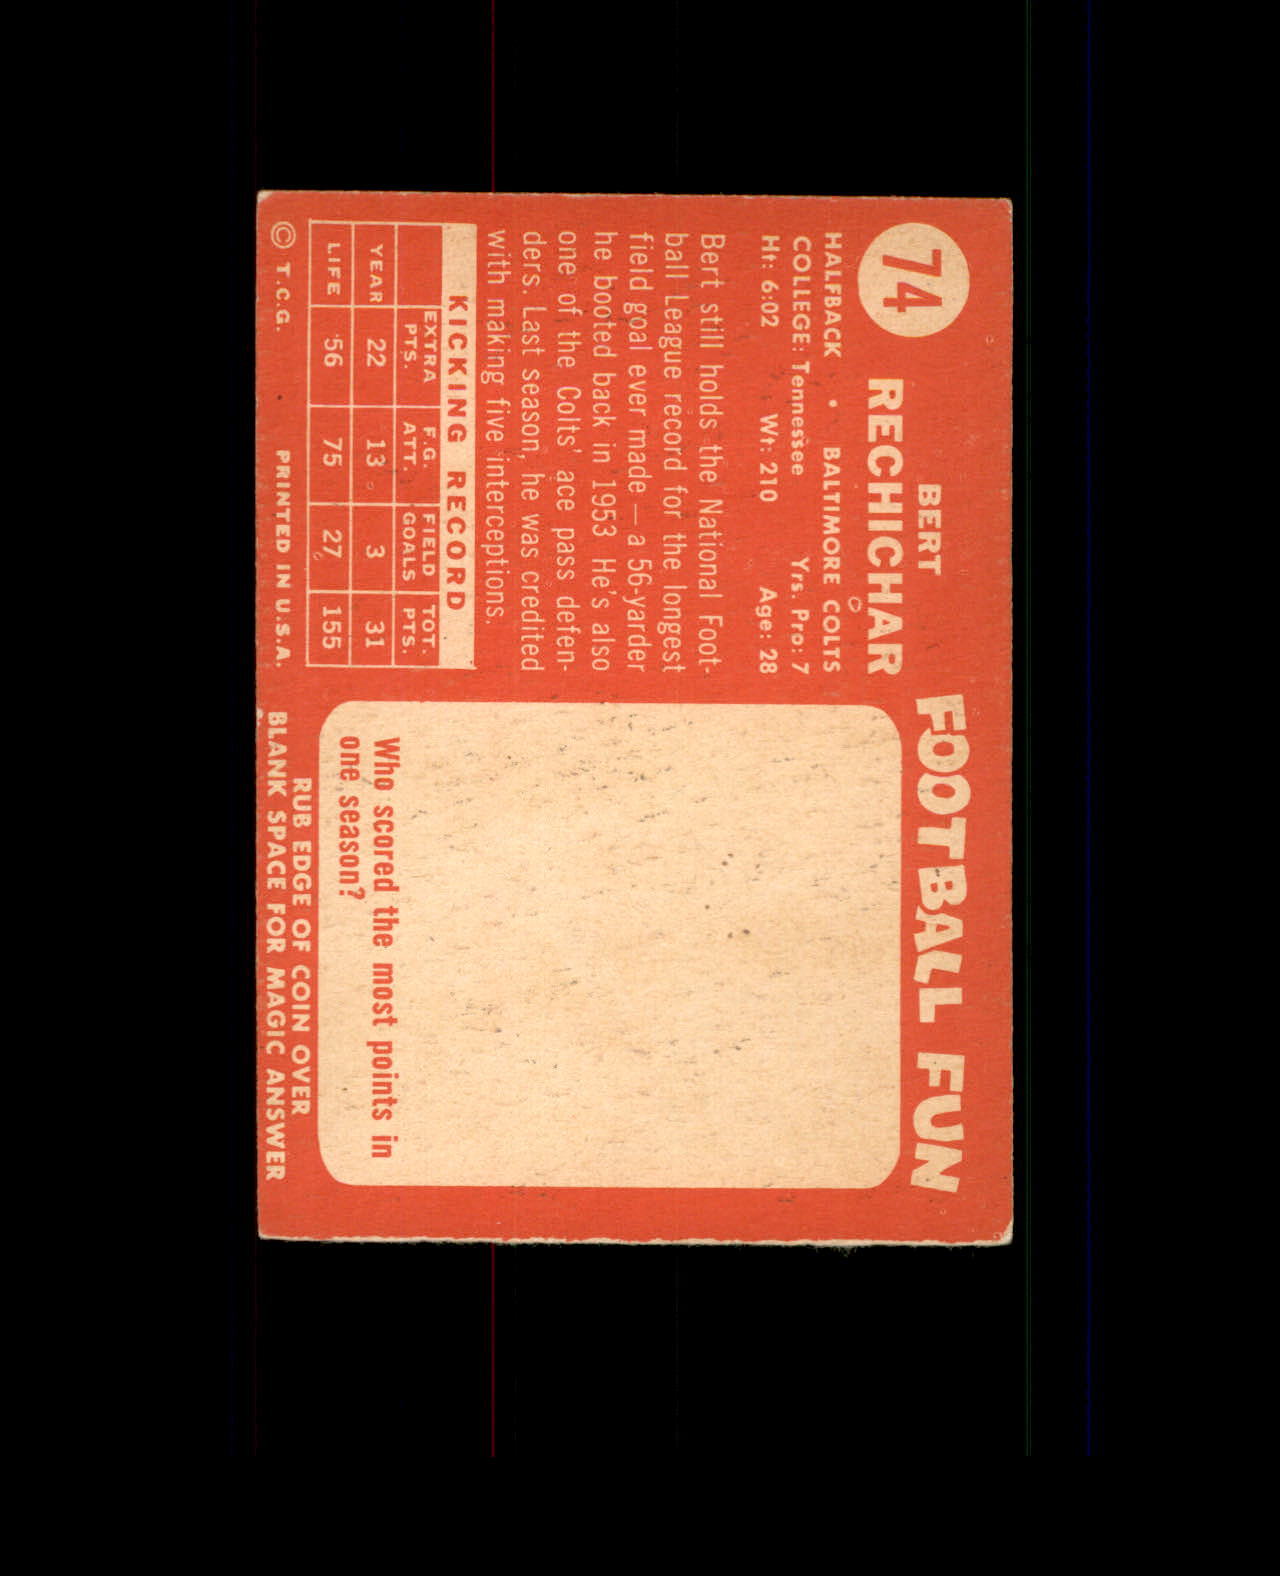 74
BERT
RECHICHAR
HALFBACK • BALTIMORE COLTS
COLLEGE: Tennessee Yrs. Pro: 7
Ht: 6:02 Wt: 210 Age: 28
Bert still holds the National Foot-
ball League record for the longest
field goal ever made — a 56-yarder
he booted back in 1953 He's also
one of the Colts' ace pass defen-
ders. Last season, he was credited
with making five interceptions.
KICKING RECORD
EXTRA PTS. F.G. ATT. FIELD GOALS TOT. PTS.
YEAR 22 13 3 31
LIFE 56 75 27 155
© T.C.G. PRINTED IN U.S.A.
FOOTBALL FUN
Who scored the most points in
one season?
RUB EDGE OF COIN OVER
BLANK SPACE FOR MAGIC ANSWER